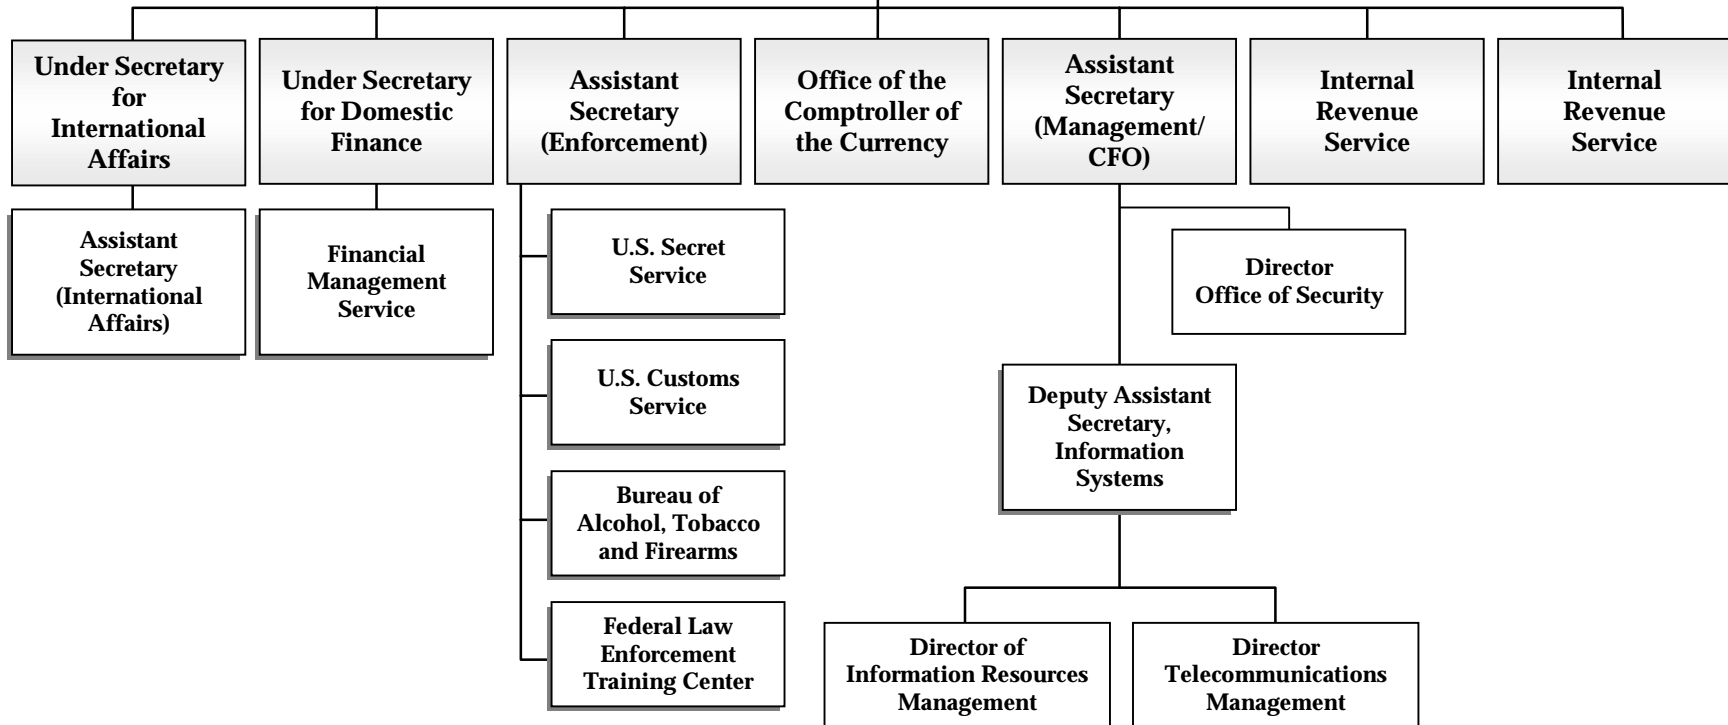 Under Secretary
for
International
Affairs
Under Secretary
for Domestic
Finance
Assistant
Secretary
(Enforcement)
Office of the
Comptroller of
the Currency
Assistant
Secretary
(Management/
CFO)
Internal
Revenue
Service
Internal
Revenue
Service
Assistant
Secretary
(International
Affairs)
Financial
Management
Service
U.S. Secret
Service
Director
Office of Security
U.S. Customs
Service
Deputy Assistant
Secretary,
Information
Systems
Bureau of
Alcohol, Tobacco
and Firearms
Federal Law
Enforcement
Training Center
Director of
Information Resources
Management
Director
Telecommunications
Management